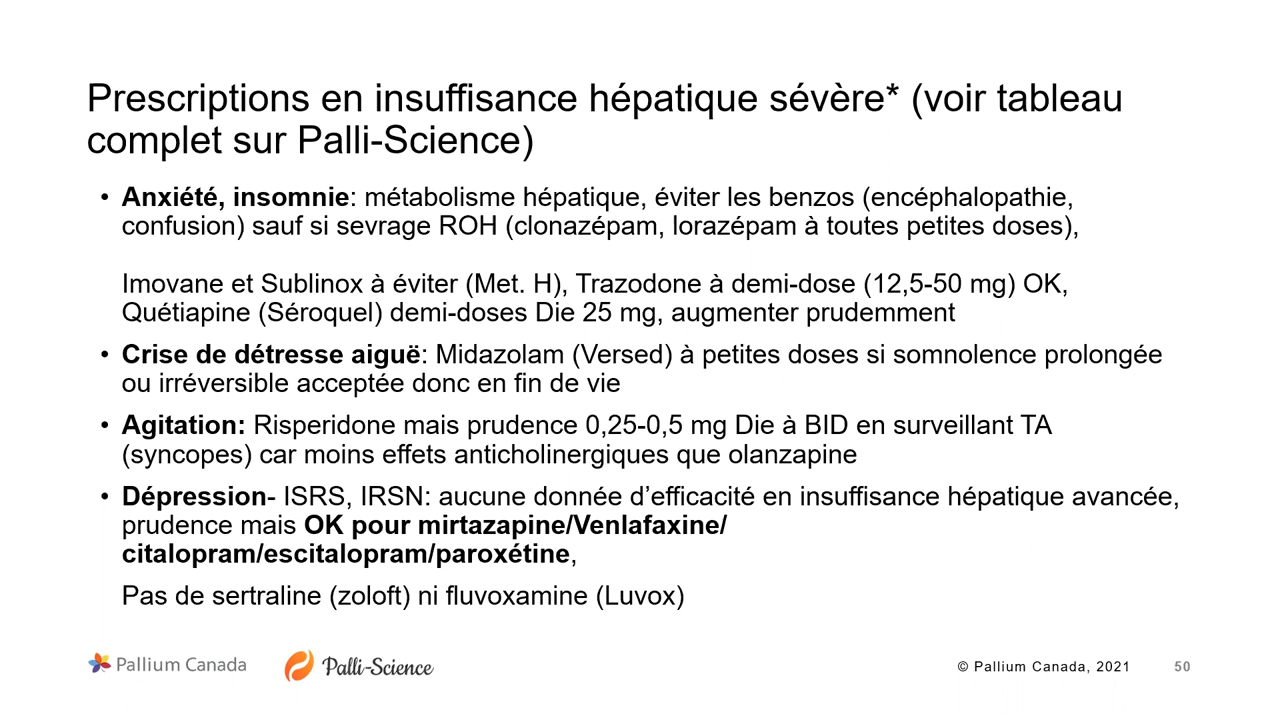 Prescriptions en insuffisance hépatique sévère* (voir tableau
complet sur Palli-Science)
• Anxiété, insomnie: métabolisme hépatique, éviter les benzos (encéphalopathie,
confusion) sauf si sevrage ROH (clonazépam, lorazépam à toutes petites doses),
Imovane et Sublinox à éviter (Met. H), Trazodone à demi-dose (12,5-50 mg) OK,
Quétiapine (Séroquel) demi-doses Die 25 mg, augmenter prudemment
• Crise de détresse aiguë: Midazolam (Versed) à petites doses si somnolence prolongée
ou irréversible acceptée donc en fin de vie
• Agitation: Risperidone mais prudence 0,25-0,5 mg Die à BID en surveillant TA
(syncopes) car moins effets anticholinergiques que olanzapine
• Dépression- ISRS, IRSN: aucune donnée d’efficacité en insuffisance hépatique avancée,
prudence mais OK pour mirtazapine/Venlafaxine/
citalopram/escitalopram/paroxétine,
Pas de sertraline (zoloft) ni fluvoxamine (Luvox)
Pallium Canada
Palli-Science
© Pallium Canada, 2021
50